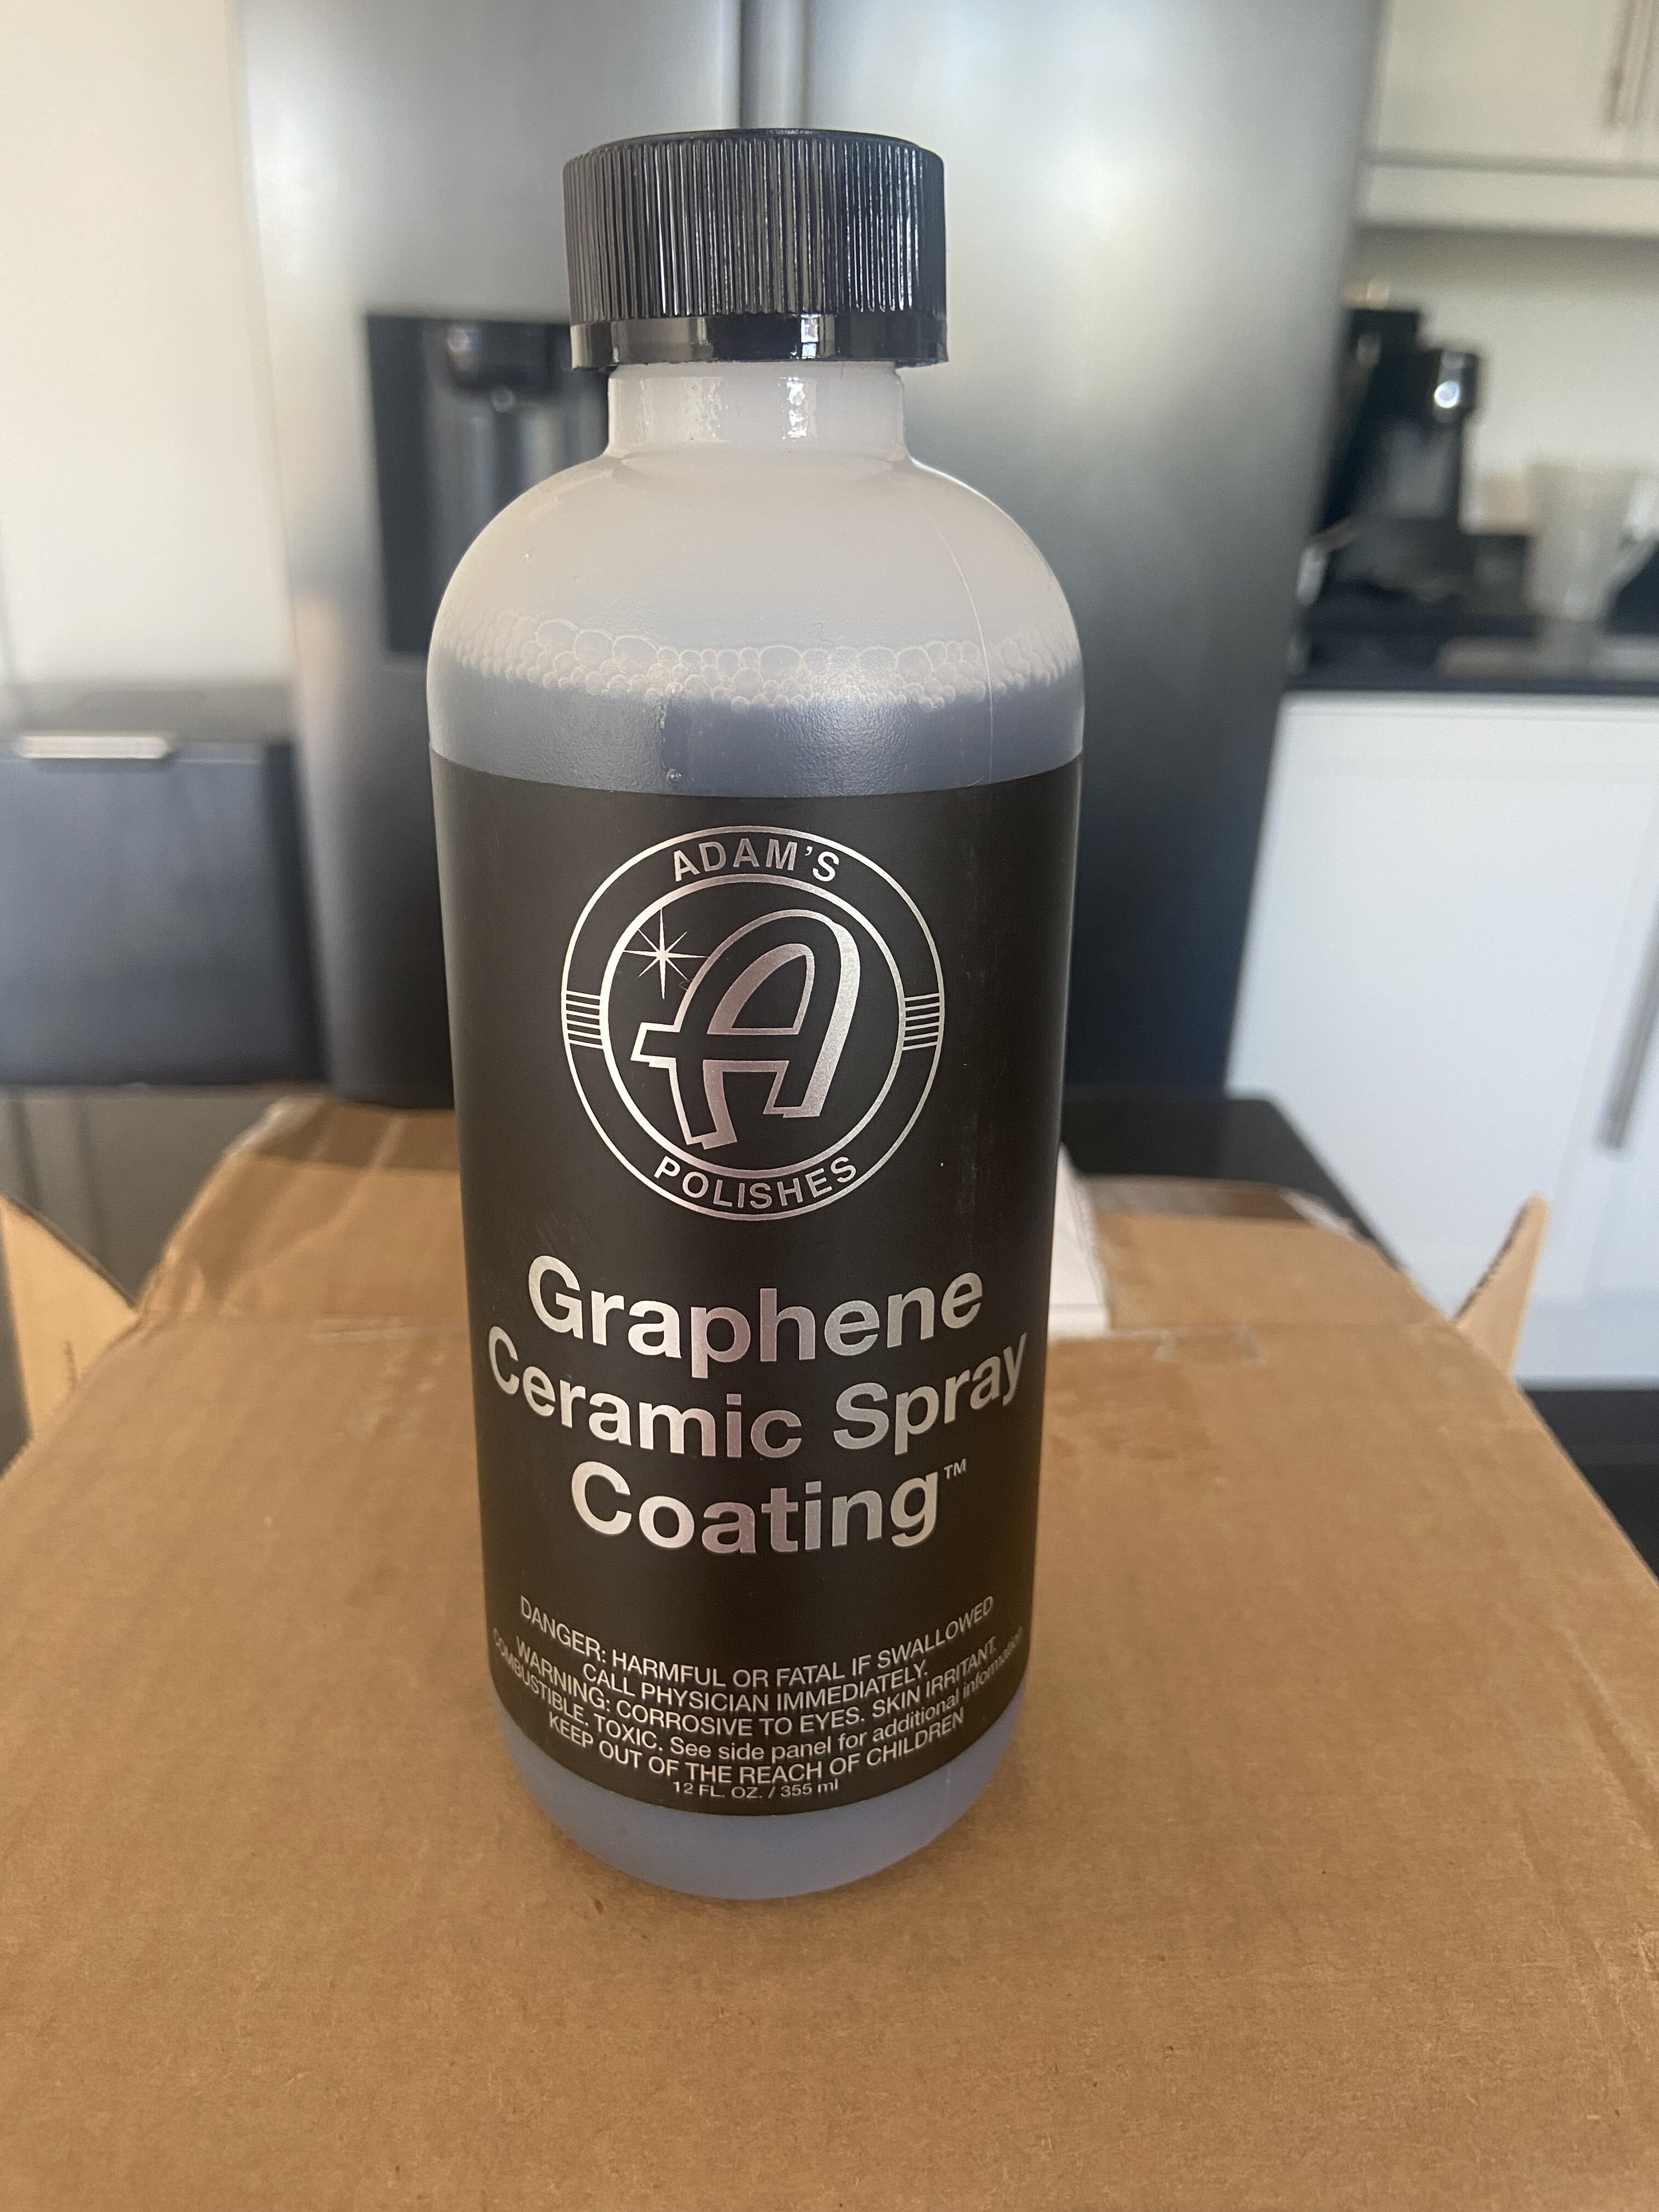 ADAM'S
A
POLISHES
Graphene
Ceramic Spray
Coating™
DANGER: HARMFUL OR FATAL IF SWALLOWED
CALL PHYSICIAN IMMEDIATELY.
WARNING: CORROSIVE TO EYES. SKIN IRRITANT.
COMBUSTIBLE. TOXIC. See side panel for additional information
KEEP OUT OF THE REACH OF CHILDREN
12 FL. OZ. / 355 ml